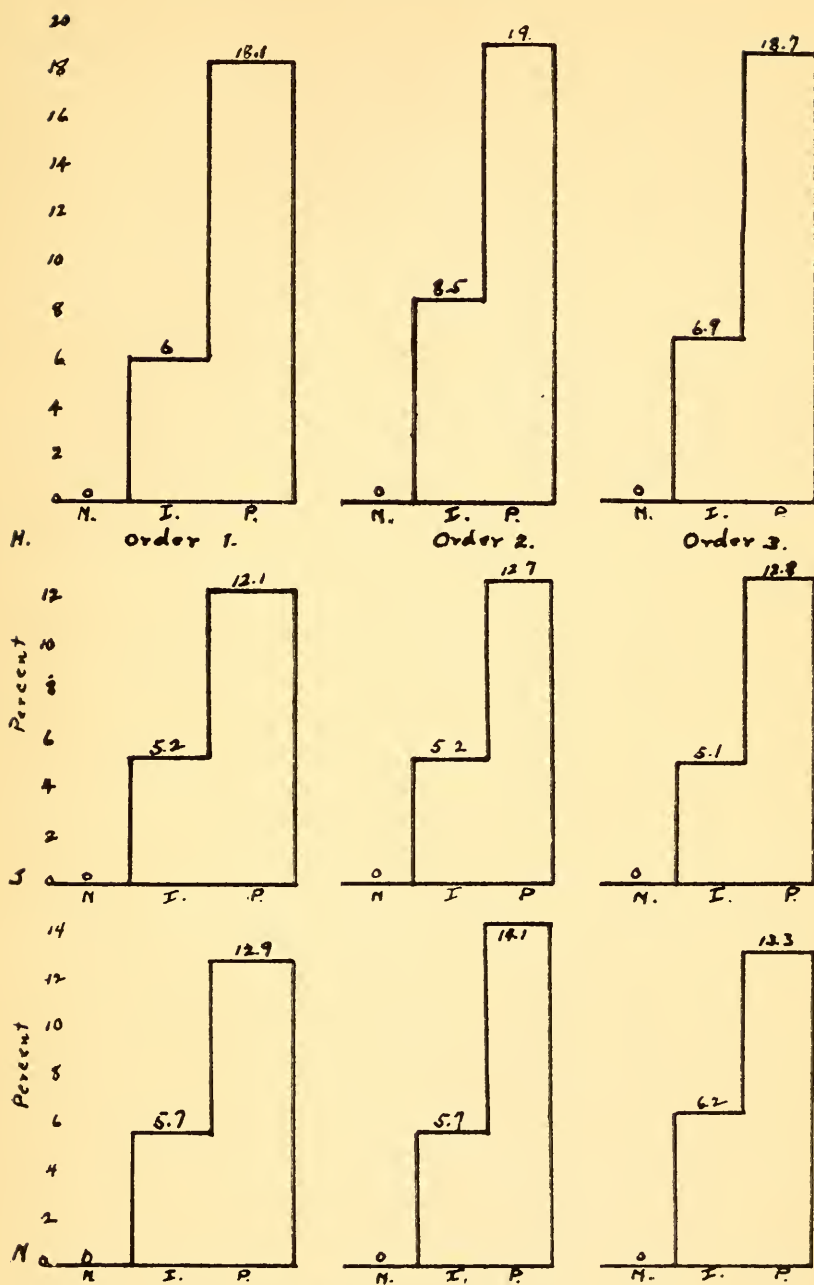 20
18.1 19. 18.7
18
16
14
12
10
8.5
8
6 6.9
6
4
2
0 0 0 0
N. I. P. N. I. P. N. I. P.
H. Order 1. Order 2. Order 3.
12.1 12.7 12.8
12
10
8
Percent
6
5.2 5.2 5.1
4
2
0 0 0 0
N I. P. N I P N. I. P.
14
12.9 14.1 13.3
12
10
Percent
8
6
5.7 5.7 6.2
4
2
N 0 0 0 0
N. I. P. N. I, P. N. I. P.